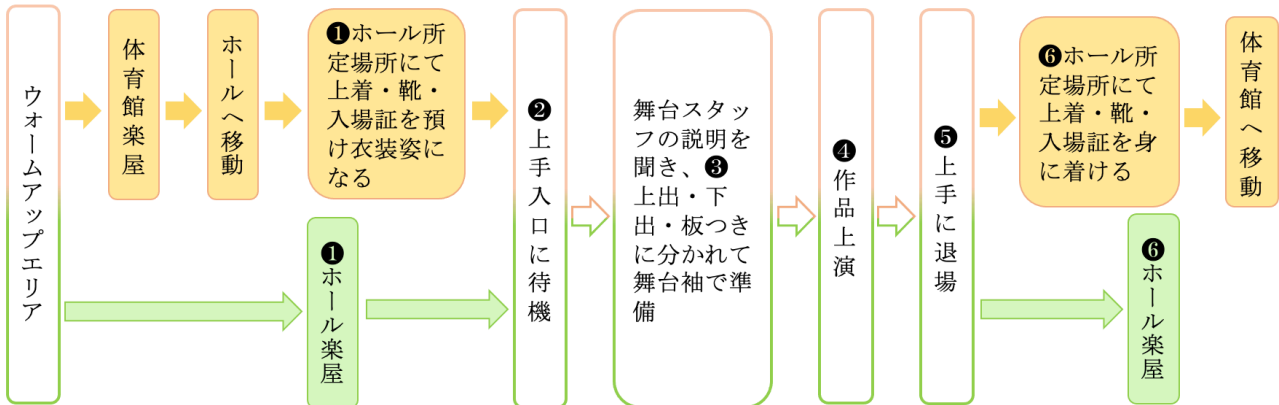 ウォームアップエリア
体育館楽屋
ホールへ移動
❶ホール所
定場所にて
上着・靴・
入場証を預
け衣装姿に
なる
❶ホール楽屋
❷上手入口に待機
舞台スタッ
フの説明を
聞き、❸
上出・下
出・板つき
に分かれて
舞台袖で準
備
❹作品上演
❺上手に退場
❻ホール所
定場所にて
上着・靴・
入場証を身
に着ける
❻ホール楽屋
体育館へ移動